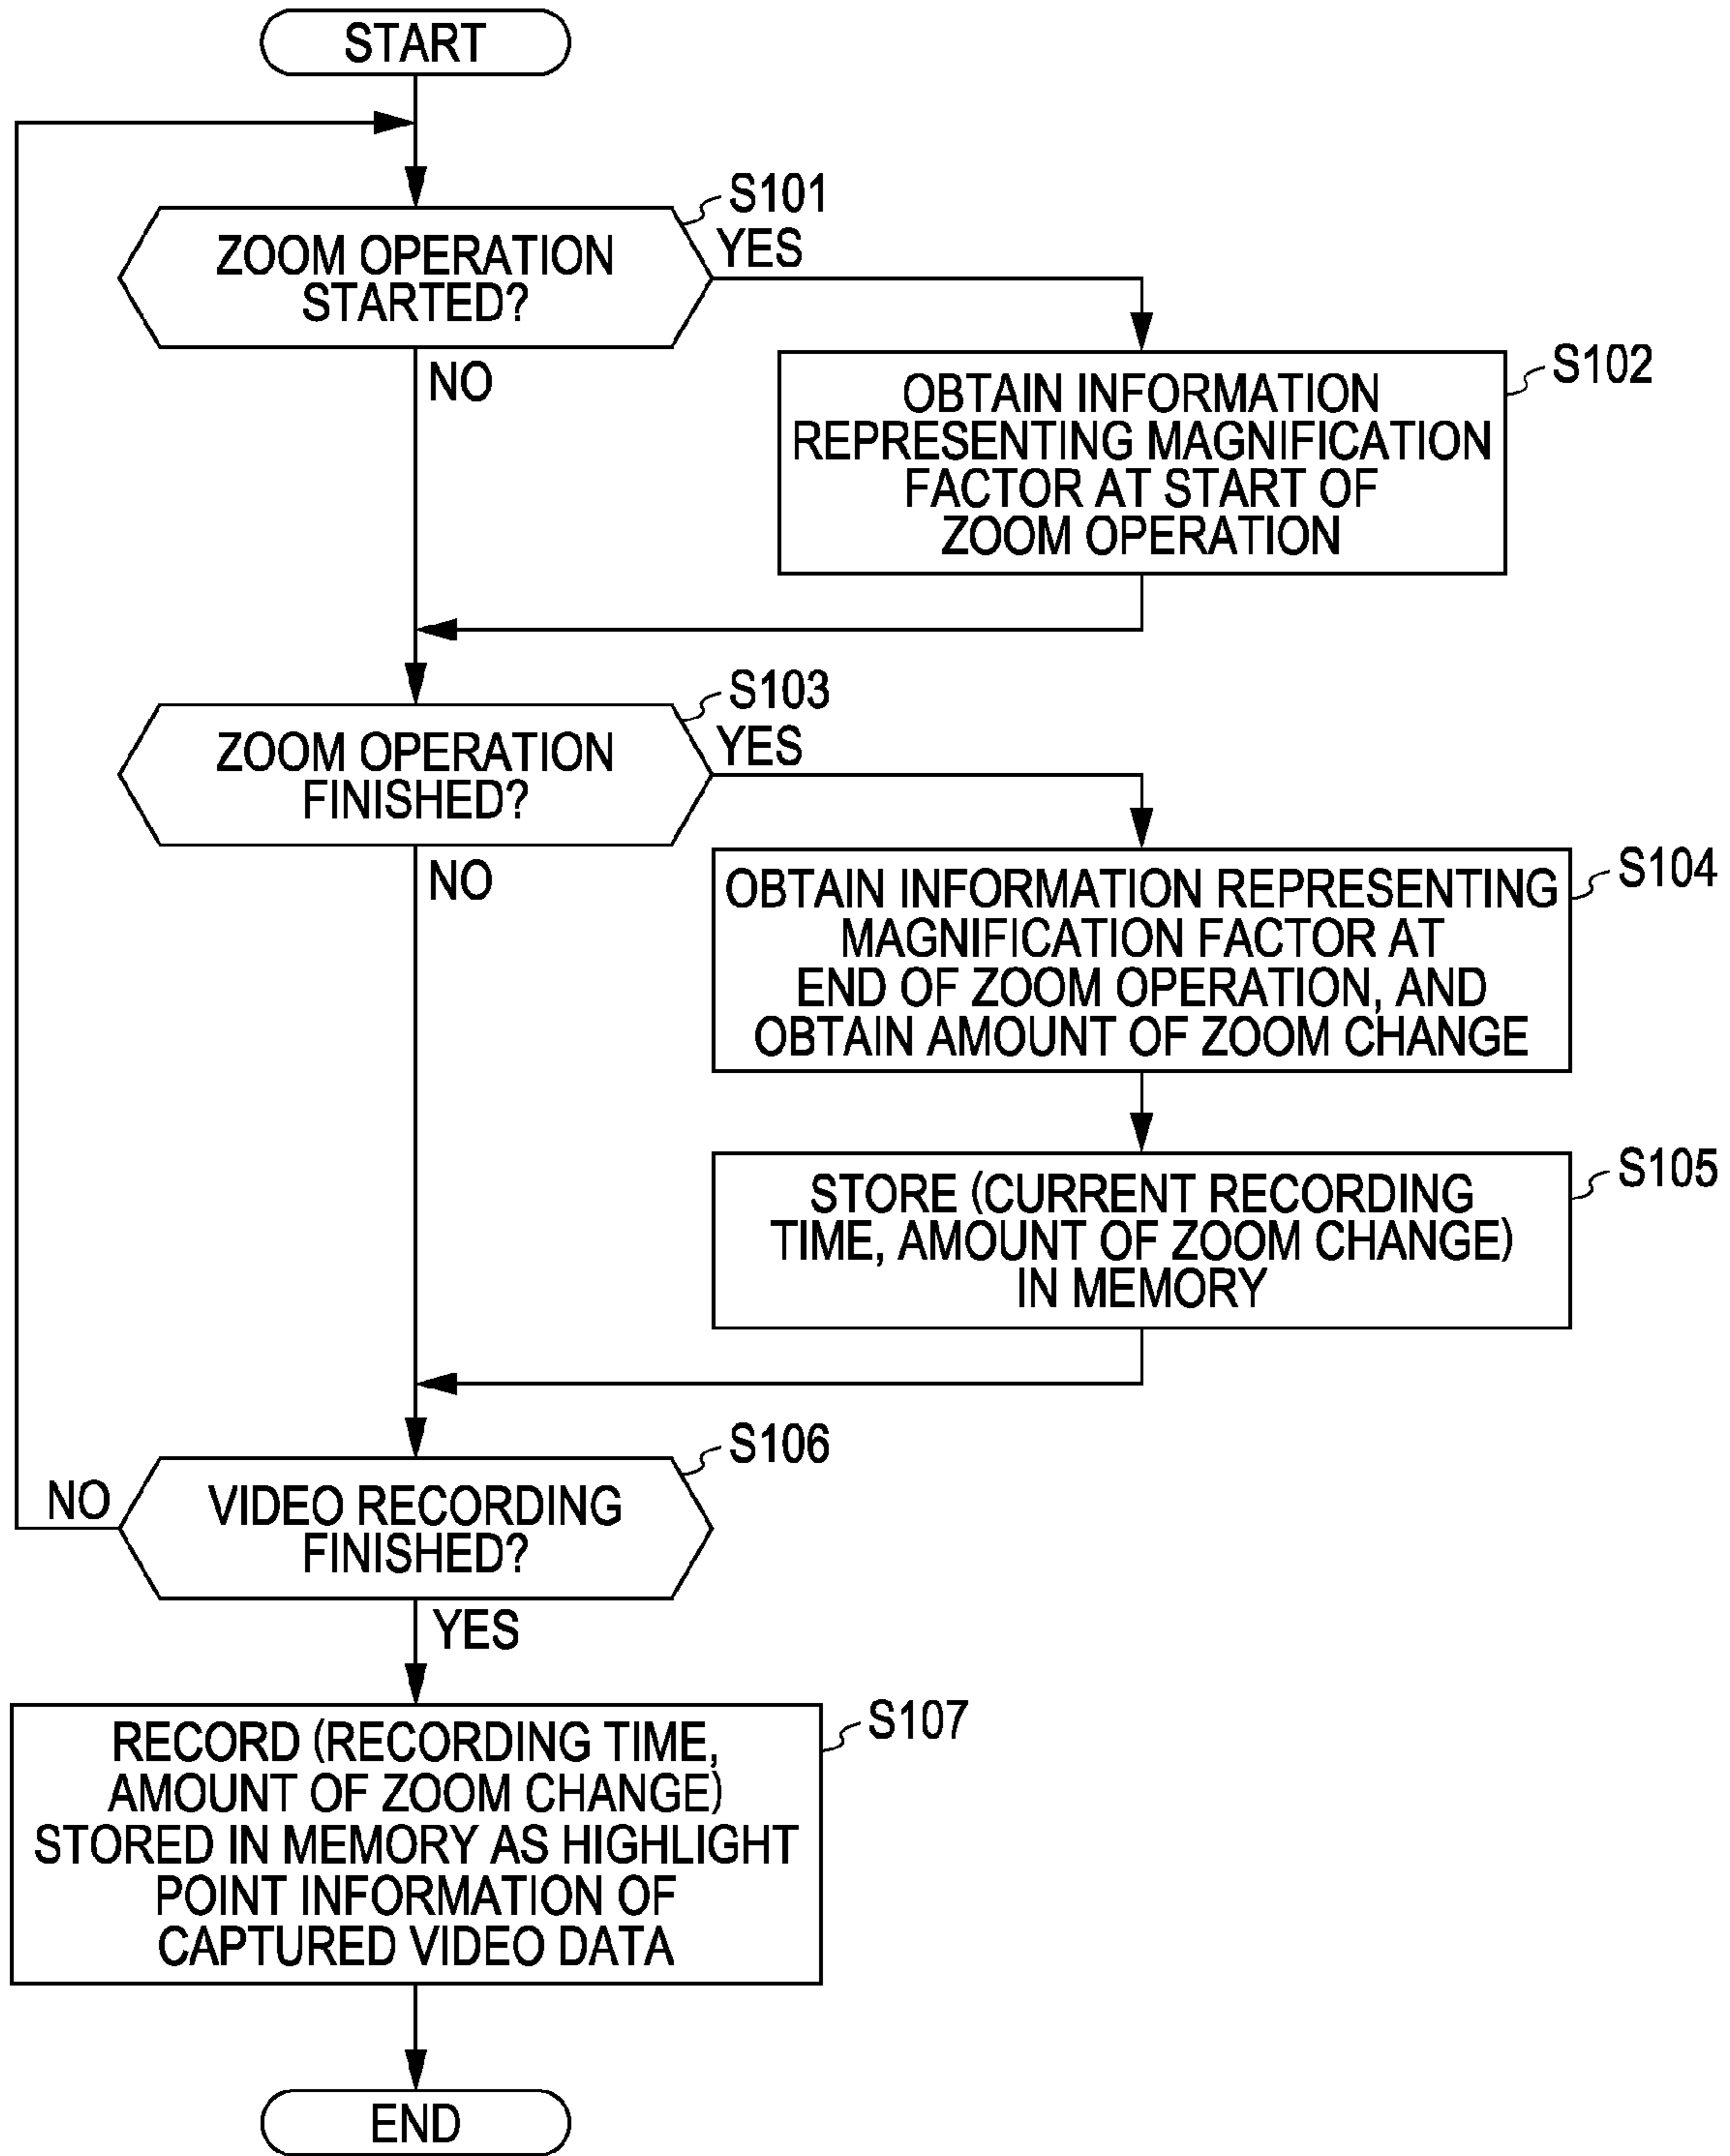 START
S101
YES
ZOOM OPERATION
STARTED?
NO
S102
OBTAIN INFORMATION
REPRESENTING MAGNIFICATION
FACTOR AT START OF
ZOOM OPERATION
S103
YES
ZOOM OPERATION
FINISHED?
NO
S104
OBTAIN INFORMATION REPRESENTING
MAGNIFICATION FACTOR AT
END OF ZOOM OPERATION, AND
OBTAIN AMOUNT OF ZOOM CHANGE
S105
STORE (CURRENT RECORDING
TIME, AMOUNT OF ZOOM CHANGE)
IN MEMORY
S106
NO
VIDEO RECORDING
FINISHED?
YES
S107
RECORD (RECORDING TIME,
AMOUNT OF ZOOM CHANGE)
STORED IN MEMORY AS HIGHLIGHT
POINT INFORMATION OF
CAPTURED VIDEO DATA
END